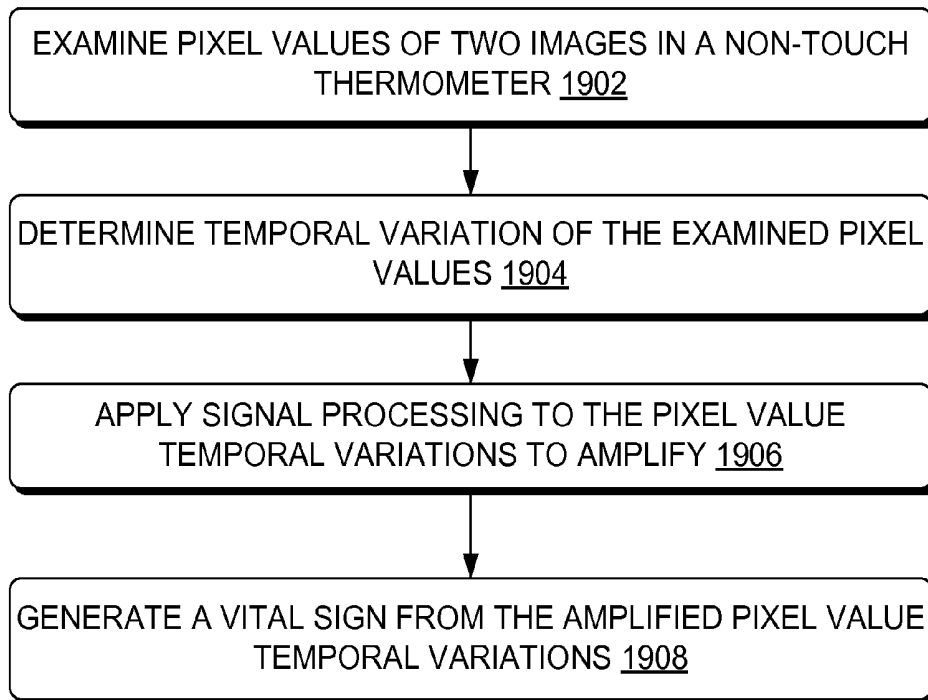 EXAMINE PIXEL VALUES OF TWO IMAGES IN A NON-TOUCH
THERMOMETER 1902
DETERMINE TEMPORAL VARIATION OF THE EXAMINED PIXEL
VALUES 1904
APPLY SIGNAL PROCESSING TO THE PIXEL VALUE
TEMPORAL VARIATIONS TO AMPLIFY 1906
GENERATE A VITAL SIGN FROM THE AMPLIFIED PIXEL VALUE
TEMPORAL VARIATIONS 1908